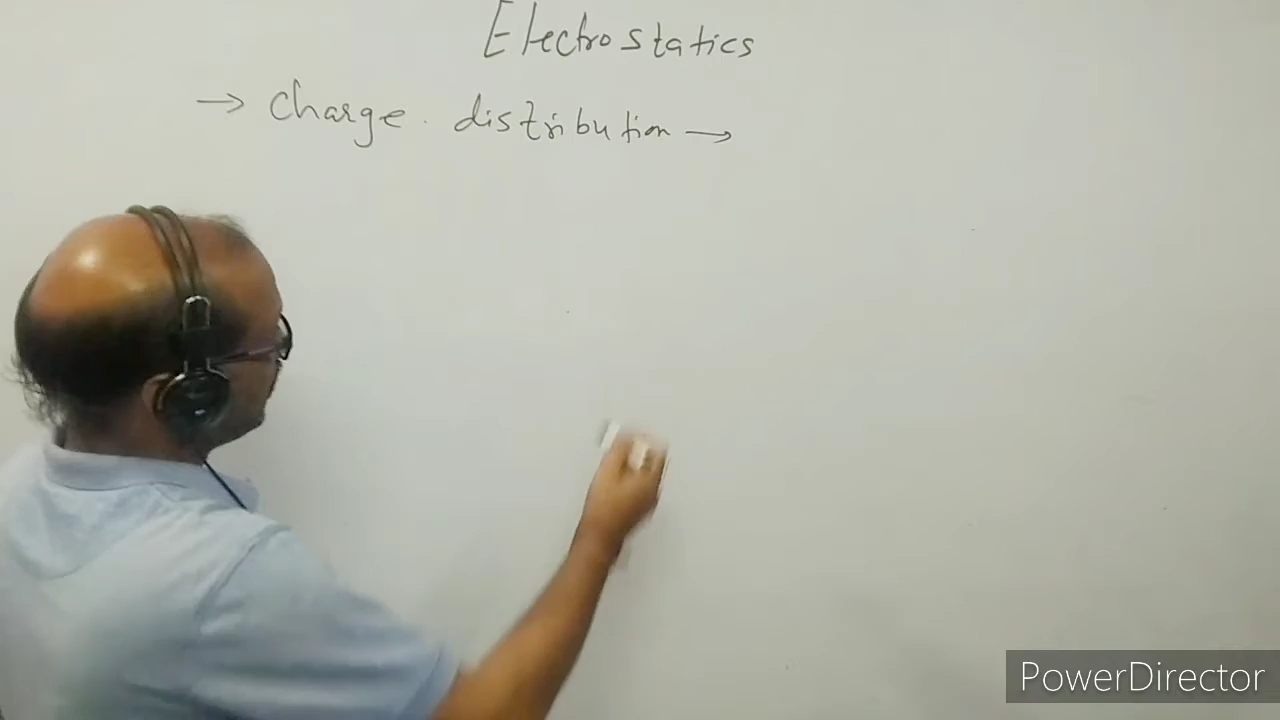 Electrostatics
→ Charge distribution →
PowerDirector